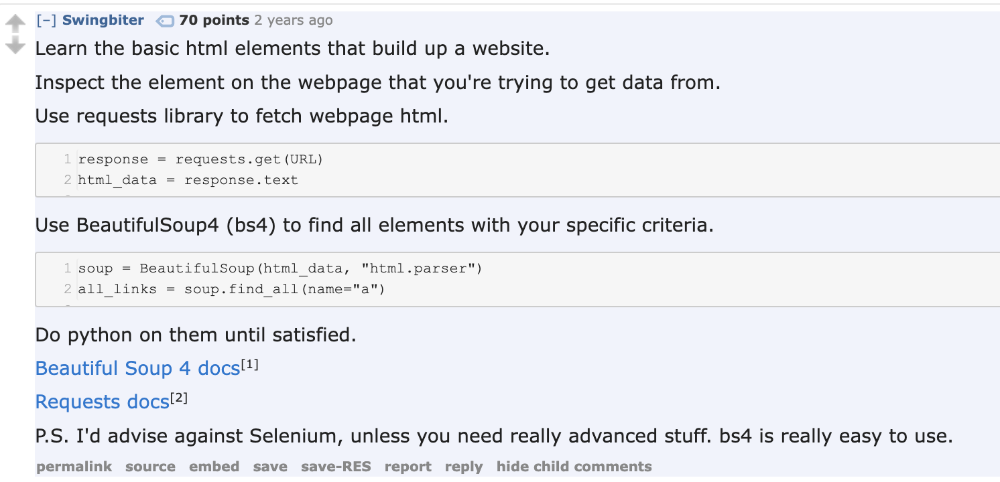 [–] Swingbiter 70 points 2 years ago
Learn the basic html elements that build up a website.
Inspect the element on the webpage that you're trying to get data from.
Use requests library to fetch webpage html.
1 response = requests.get(URL)
2 html_data = response.text
Use BeautifulSoup4 (bs4) to find all elements with your specific criteria.
1 soup = BeautifulSoup(html_data, "html.parser")
2 all_links = soup.find_all(name="a")
Do python on them until satisfied.
Beautiful Soup 4 docs[1]
Requests docs[2]
P.S. I'd advise against Selenium, unless you need really advanced stuff. bs4 is really easy to use.
permalink source embed save save-RES report reply hide child comments